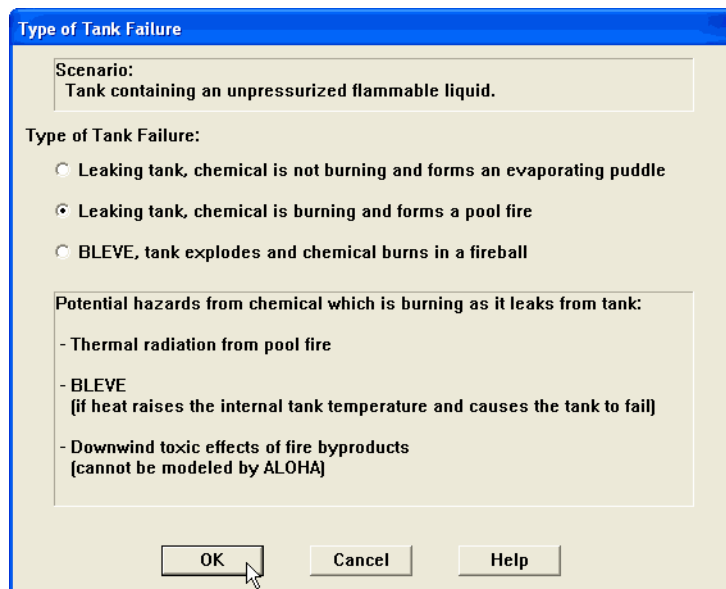 Type of Tank Failure
Scenario:
Tank containing an unpressurized flammable liquid.
Type of Tank Failure:
Leaking tank, chemical is not burning and forms an evaporating puddle
Leaking tank, chemical is burning and forms a pool fire
BLEVE, tank explodes and chemical burns in a fireball
Potential hazards from chemical which is burning as it leaks from tank:
- Thermal radiation from pool fire
- BLEVE
(if heat raises the internal tank temperature and causes the tank to fail)
- Downwind toxic effects of fire byproducts
(cannot be modeled by ALOHA)
OK Cancel Help